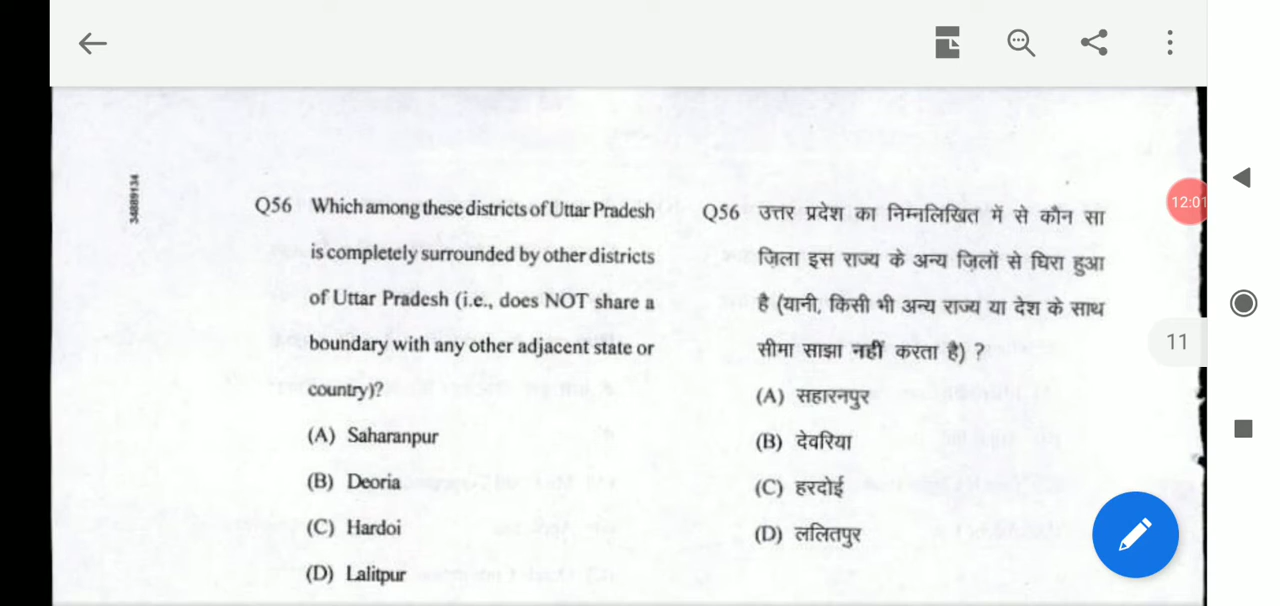 34889134
Q56 Which among these districts of Uttar Pradesh
is completely surrounded by other districts
of Uttar Pradesh (i.e., does NOT share a
boundary with any other adjacent state or
country)?
(A) Saharanpur
(B) Deoria
(C) Hardoi
(D) Lalitpur
Q56 उत्तर प्रदेश का निम्नलिखित में से कौन सा
ज़िला इस राज्य के अन्य ज़िलों से घिरा हुआ
है (यानी, किसी भी अन्य राज्य या देश के साथ
सीमा साझा नहीं करता है) ?
(A) सहारनपुर
(B) देवरिया
(C) हरदोई
(D) ललितपुर
12:01
11